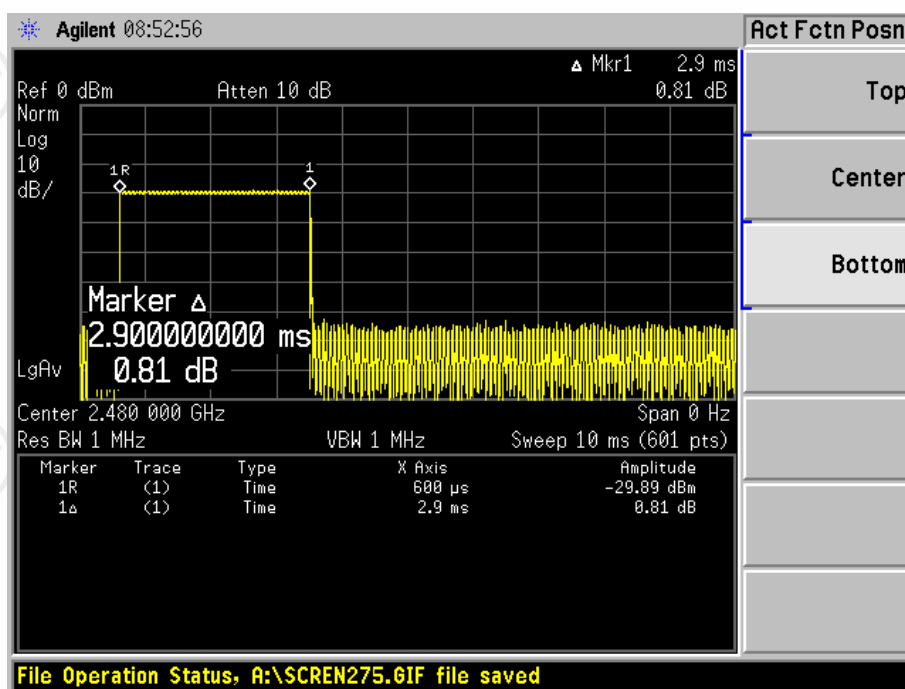 Agilent 08:52:56
Act Fctn Posn
Δ Mkr1 2.9 ms
Ref 0 dBm Atten 10 dB 0.81 dB
Norm
Log
10
dB/
1R
1
Marker Δ
2.900000000 ms
0.81 dB
LgAv
Center 2.480 000 GHz Span 0 Hz
Res BW 1 MHz VBW 1 MHz Sweep 10 ms (601 pts)
Marker Trace Type X Axis Amplitude
1R (1) Time 600 µs -29.89 dBm
1Δ (1) Time 2.9 ms 0.81 dB
Top
Center
Bottom
File Operation Status, A:\SCREN275.GIF file saved